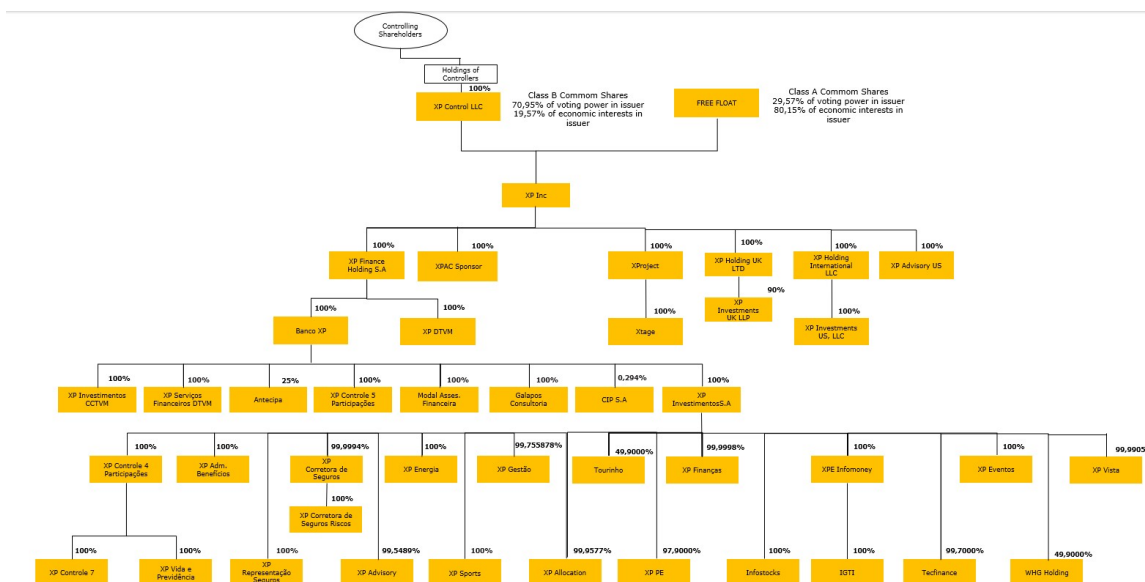 Controlling
Shareholders
Holdings of
Controllers
100%
XP Control LLC
Class B Commom Shares
70,95% of voting power in issuer
19,57% of economic interests in
issuer
FREE FLOAT
Class A Commom Shares
29,57% of voting power in issuer
80,15% of economic interests in
issuer
XP Inc
100%
XP Finance
Holding S.A
100%
XPAC Sponsor
100%
XProject
100%
XP Holding UK
LTD
100%
XP Holding
International
LLC
100%
XP Advisory US
90%
XP
Investments
UK LLP
100%
Banco XP
100%
XP DTVM
100%
Xtage
100%
XP Investments
US, LLC
100%
XP Investimentos
CCTVM
100%
XP Serviços
Financeiros DTVM
25%
Antecipa
100%
XP Controle 5
Participações
100%
Modal Asses.
Financeira
100%
Galapos
Consultoria
0,294%
CIP S.A
100%
XP
InvestimentosS.A
100%
XP Controle 4
Participações
100%
XP Adm.
Benefícios
99,9994%
XP
Corretora de
Seguros
100%
XP Energia
99,755878%
XP Gestão
49,9000%
Tourinho
99,9998%
XP Finanças
100%
XPE Infomoney
100%
XP Eventos
99,9905
XP Vista
100%
XP Corretora de
Seguros Riscos
100%
XP Controle 7
100%
XP Vida e
Previdência
100%
XP
Representação
Seguros
99,5489%
XP Advisory
100%
XP Sports
99,9577%
XP Allocation
97,9000%
XP PE
100%
Infostocks
100%
IGTI
99,7000%
Tecfinance
49,9000%
WHG Holding